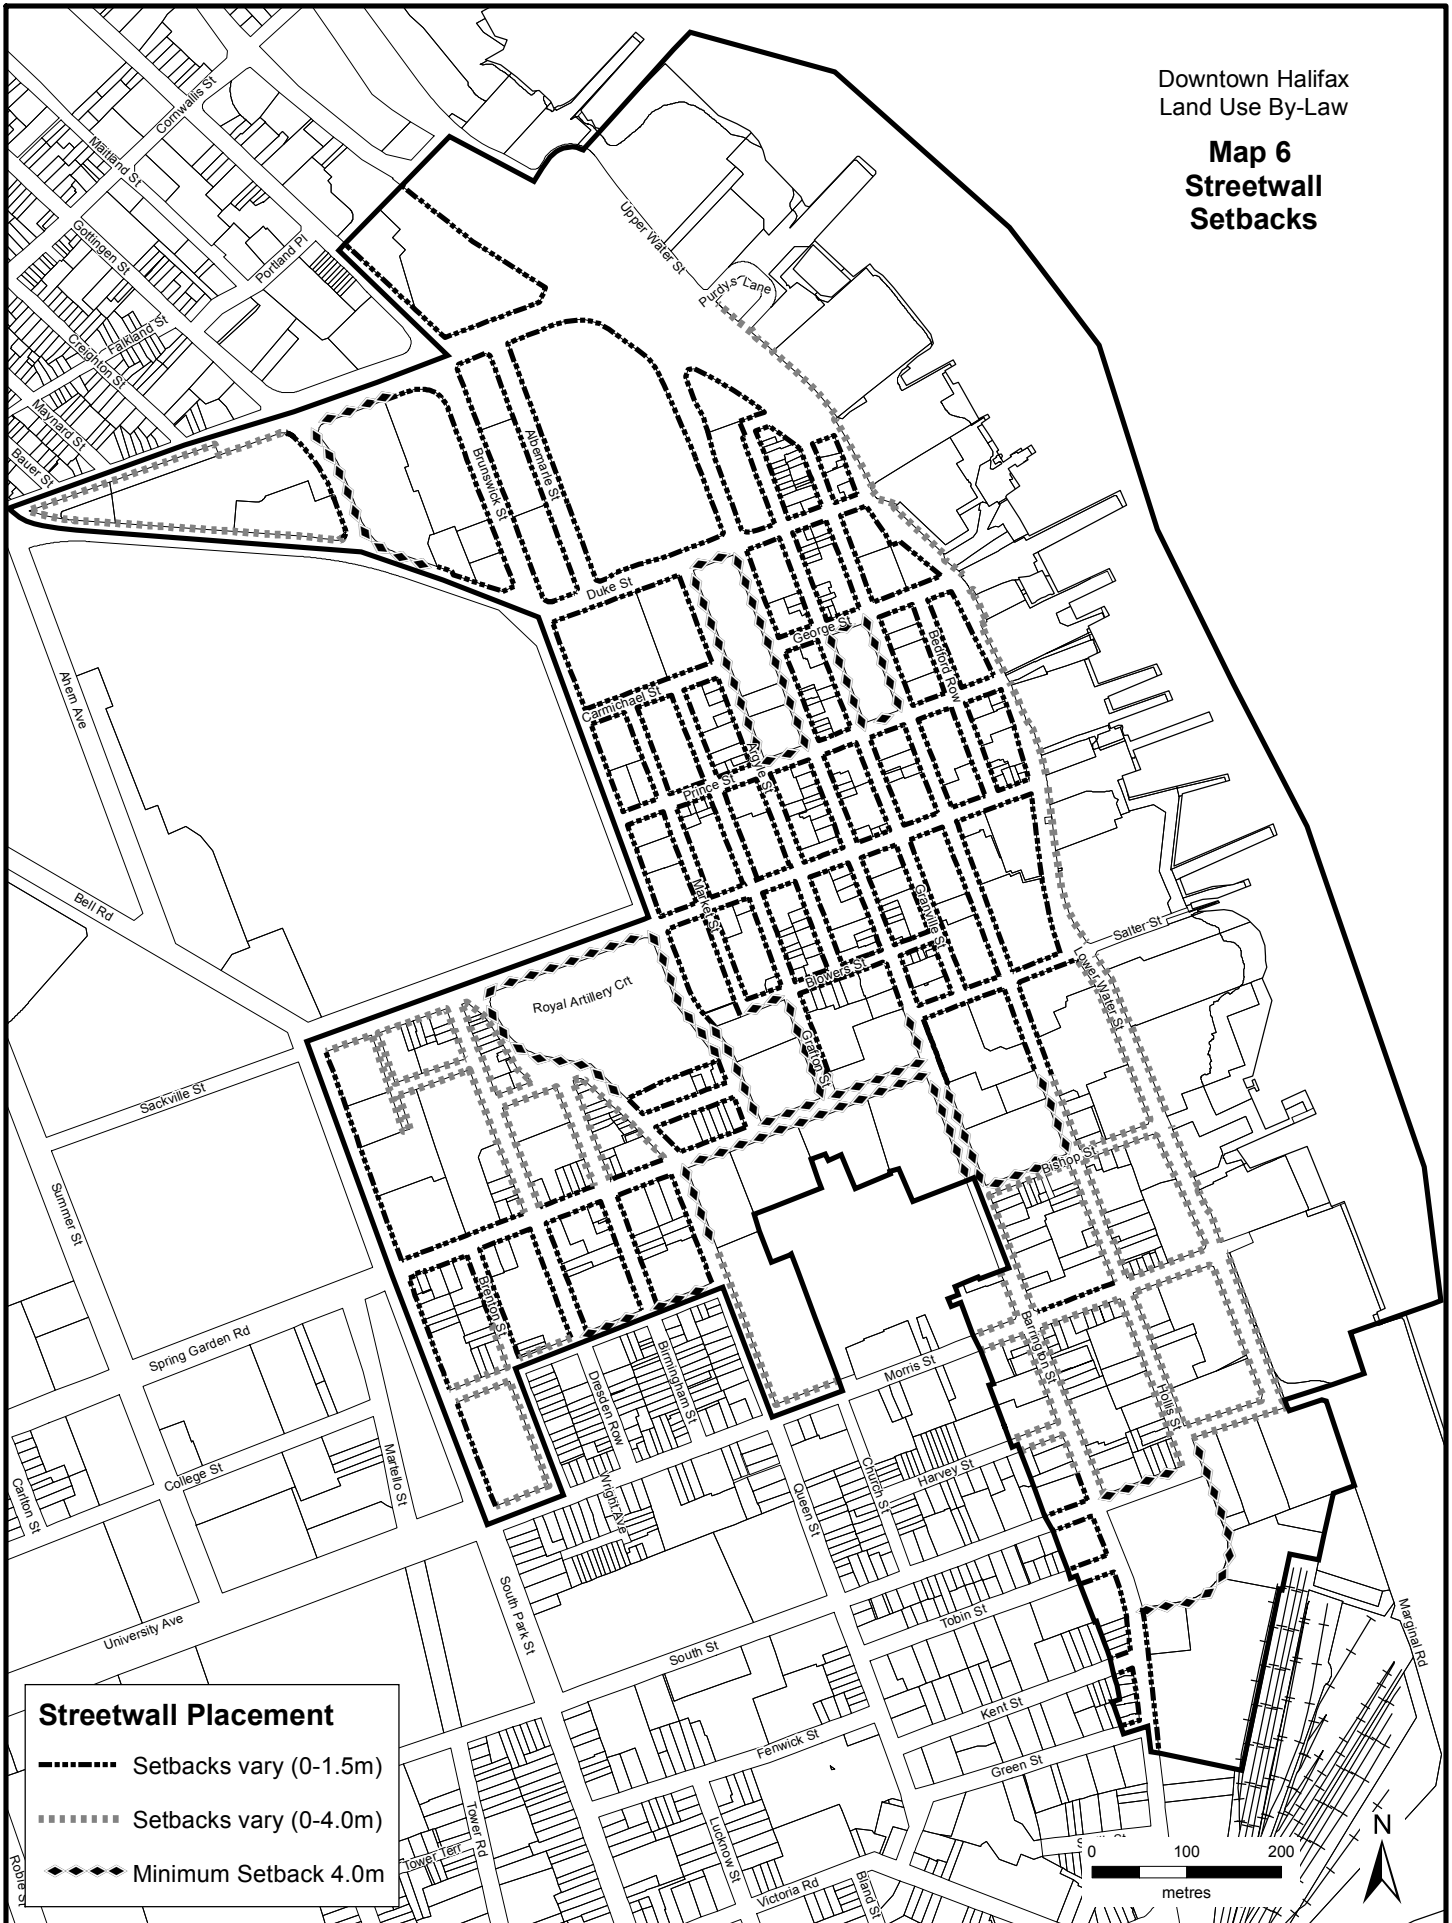 Downtown Halifax
Land Use By-Law
Map 6
Streetwall
Setbacks
Cornwallis St
Maitland St
Gottingen St
Portland Pl
Falkland St
Creighton St
Maynard St
Bauer St
Upper Water St
Purdy's Lane
Brunswick St
Albemarle St
Duke St
George St
Bedford Row
Carmichael St
Argyle St
Prince St
Ahern Ave
Bell Rd
Market St
Granville St
Salter St
Blowers St
Lower Water St
Royal Artillery Crt
Grafton St
Sackville St
Bishop St
Summer St
Brenton St
Spring Garden Rd
Birmingham St
Dresden Row
Morris St
Barrington St
Hollis St
College St
Martello St
Carlton St
Wright Ave
Queen St
Church St
Harvey St
South Park St
University Ave
Tobin St
South St
Kent St
Fenwick St
Green St
Marginal Rd
Tower Rd
Tower Terr
Lucknow St
Victoria Rd
Bland St
Robie St
Streetwall Placement
Setbacks vary (0-1.5m)
Setbacks vary (0-4.0m)
Minimum Setback 4.0m
N
0 100 200
metres